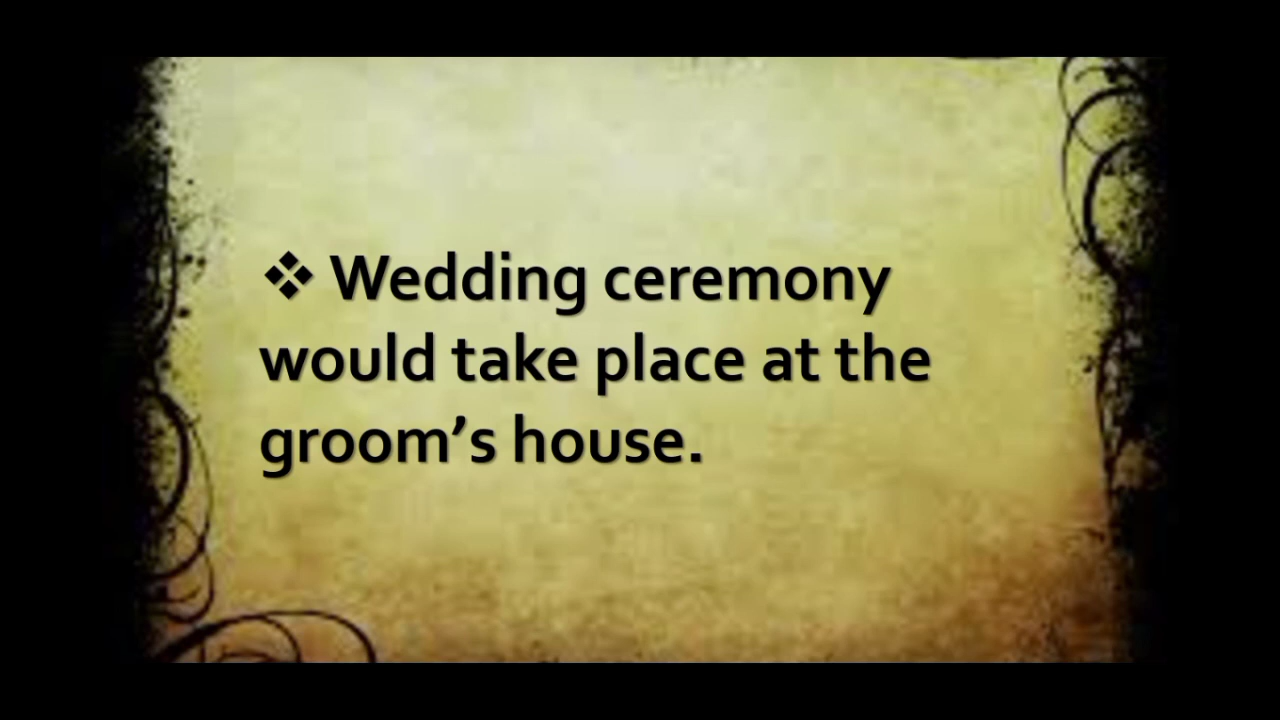 ❖ Wedding ceremony
would take place at the
groom’s house.